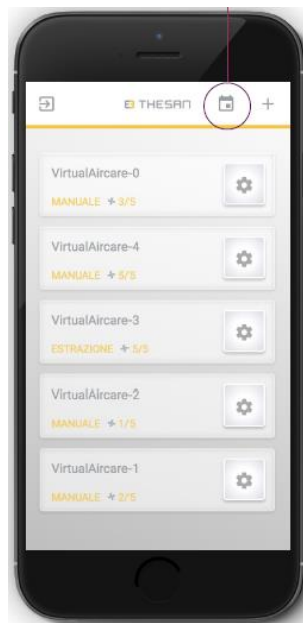 THESAN
VirtualAircare-0
MANUALE 3/5
VirtualAircare-4
MANUALE 5/5
VirtualAircare-3
ESTRAZIONE 5/5
VirtualAircare-2
MANUALE 1/5
VirtualAircare-1
MANUALE 2/5